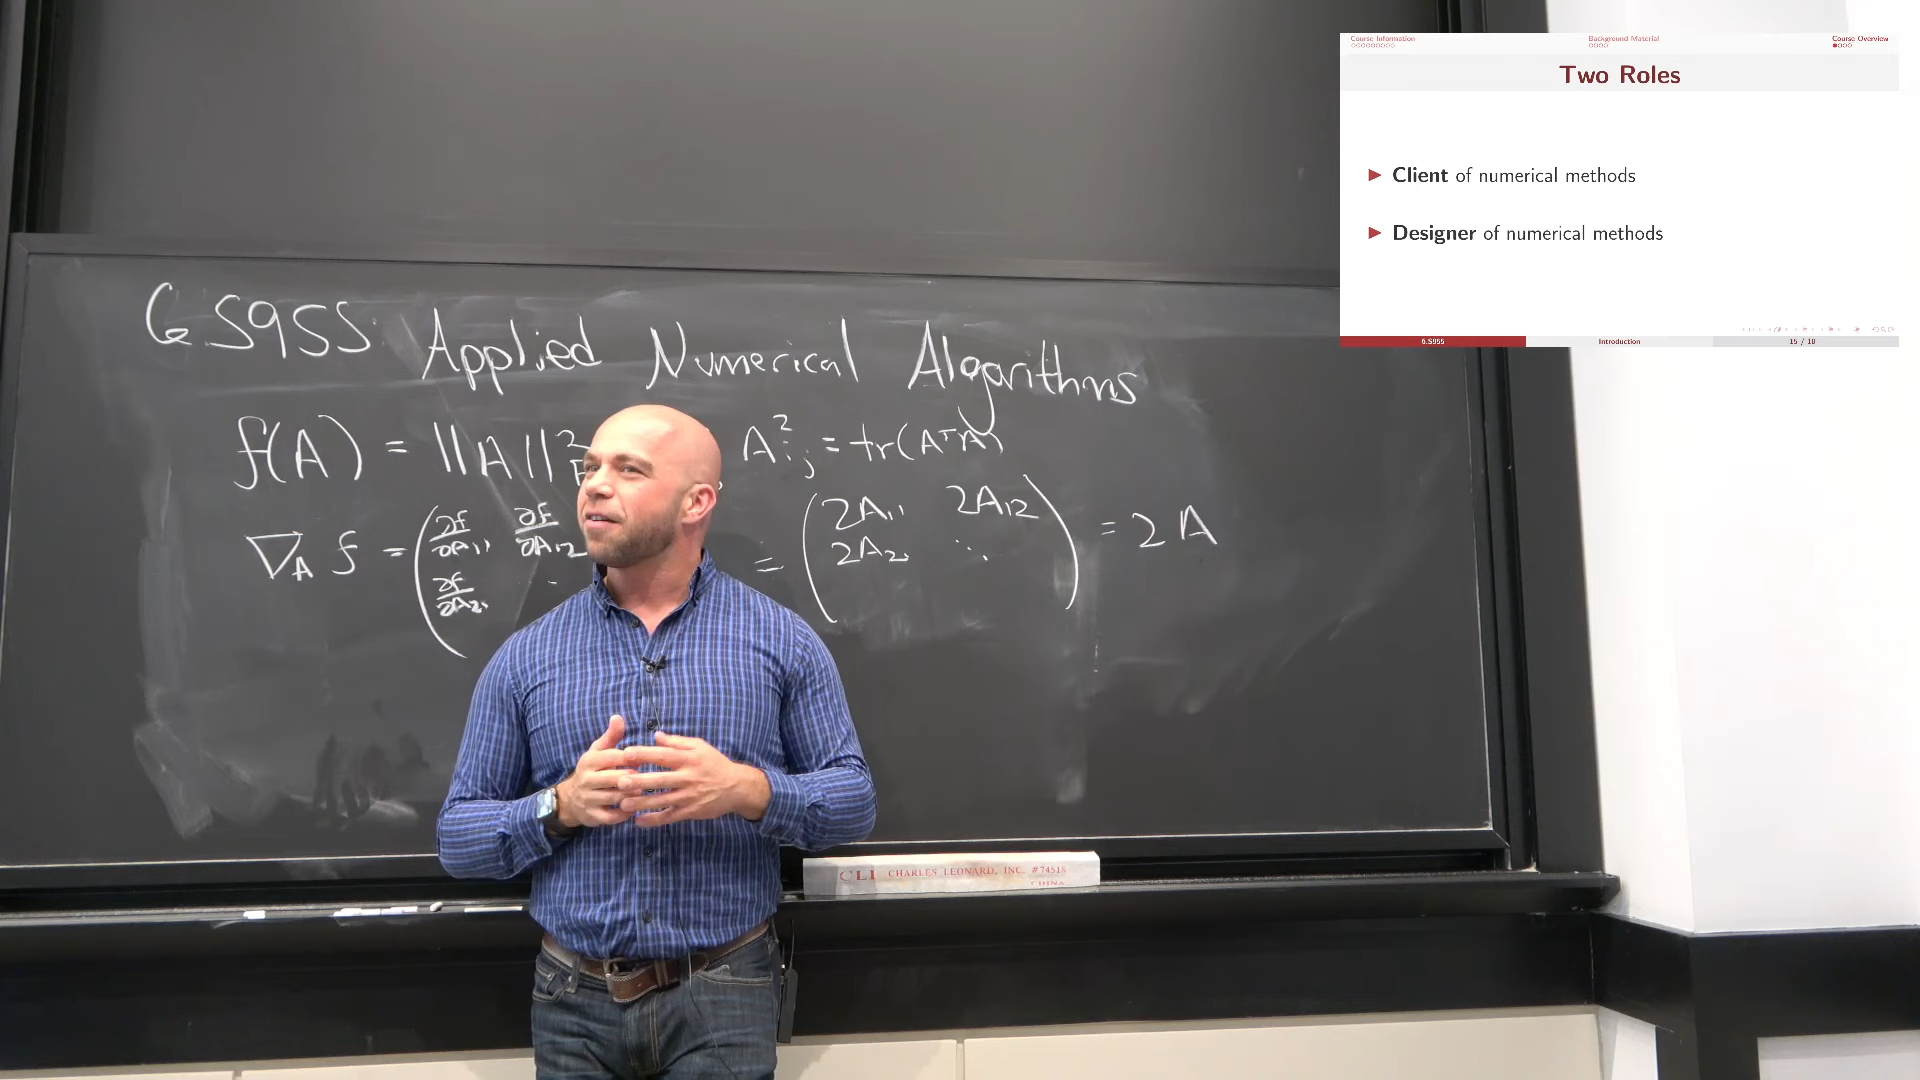 Course Information
Background Material
Course Overview
Two Roles
▶ Client of numerical methods
▶ Designer of numerical methods
6.S955
Introduction
15 / 18
6.S955: Applied Numerical Algorithms
f(A) = ||A||²F A²ij = tr(AᵀA)
∇A f = ( ∂f/∂A11 ∂f/∂A12 = ( 2A11 2A12 ) = 2A
∂f/∂A21 ⋱ 2A21 ⋱
CLI CHARLES LEONARD, INC. #74518
CHINA